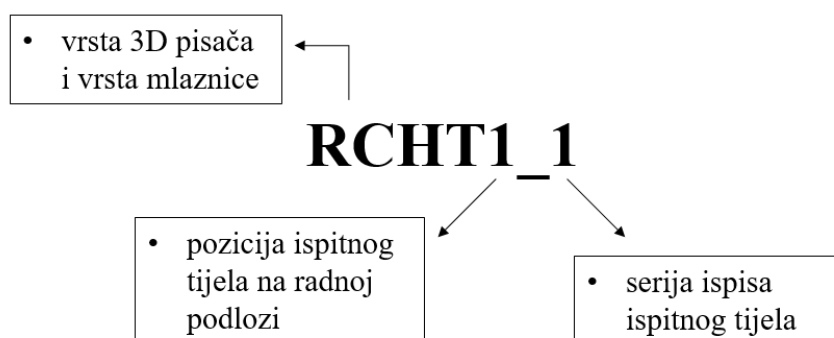 • vrsta 3D pisača
i vrsta mlaznice
RCHT1_1
• pozicija ispitnog
tijela na radnoj
podlozi
• serija ispisa
ispitnog tijela